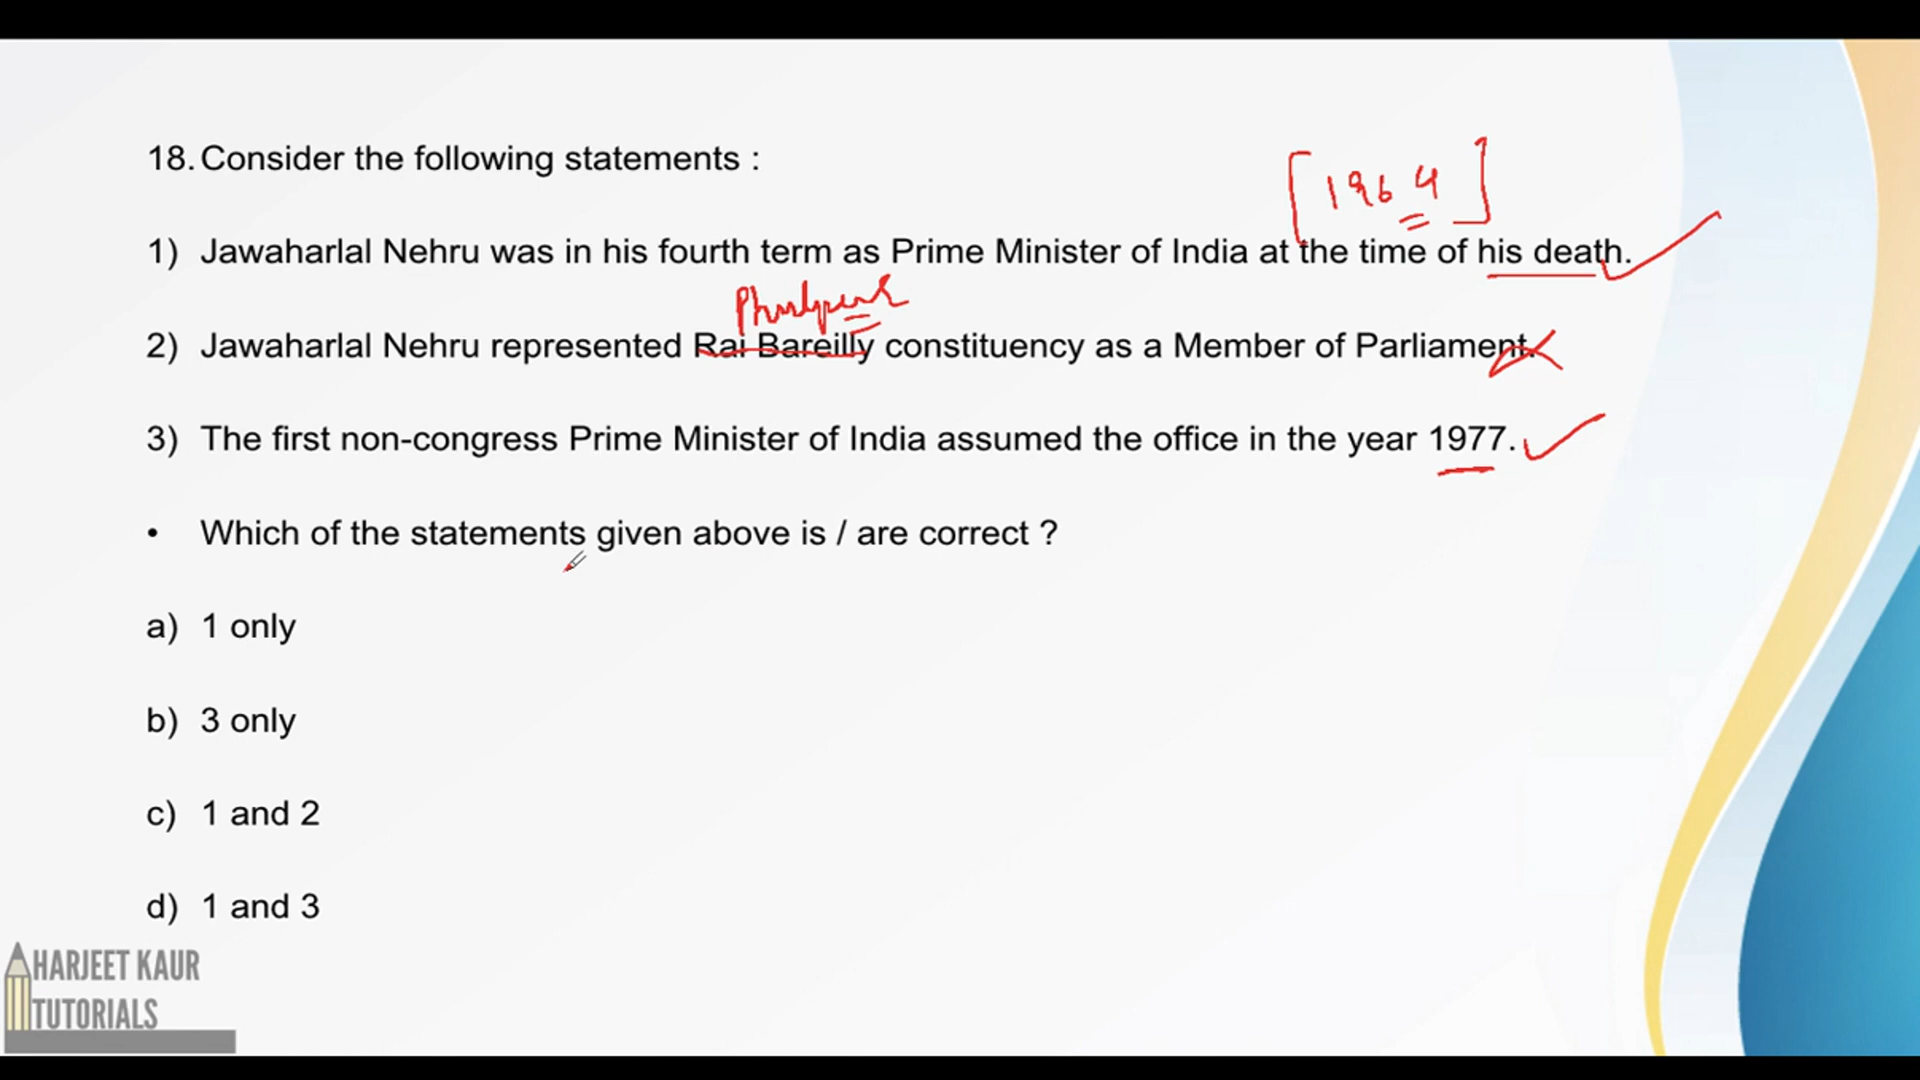 18. Consider the following statements :
[1964]
1) Jawaharlal Nehru was in his fourth term as Prime Minister of India at the time of his death.
2) Jawaharlal Nehru represented Rai Bareilly constituency as a Member of Parliament.
3) The first non-congress Prime Minister of India assumed the office in the year 1977.
• Which of the statements given above is / are correct ?
a) 1 only
b) 3 only
c) 1 and 2
d) 1 and 3
HARJEET KAUR
TUTORIALS